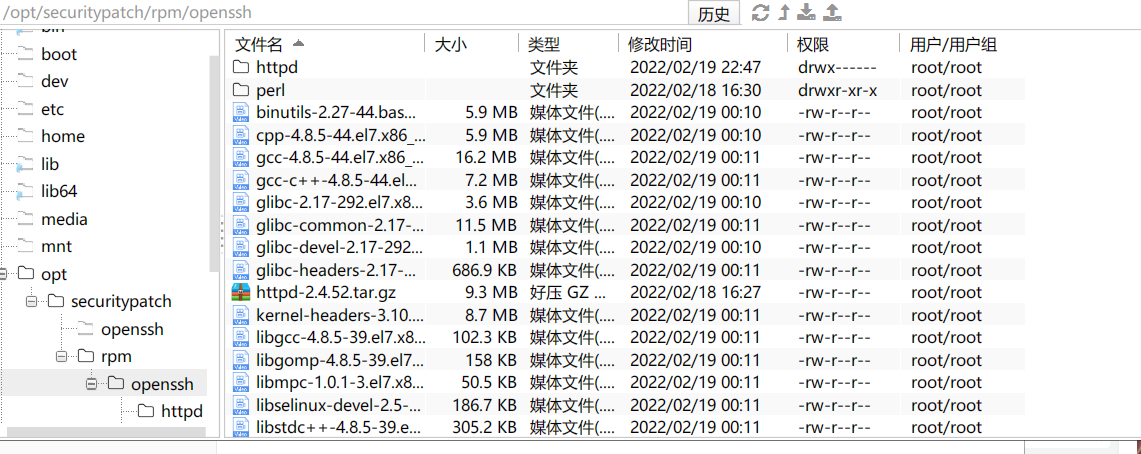 /opt/securitypatch/rpm/openssh 历史
bin
boot
dev
etc
home
lib
lib64
media
mnt
opt
securitypatch
openssh
rpm
openssh
httpd
文件名 大小 类型 修改时间 权限 用户/用户组
httpd 文件夹 2022/02/19 22:47 drwx------ root/root
perl 文件夹 2022/02/18 16:30 drwxr-xr-x root/root
binutils-2.27-44.bas... 5.9 MB 媒体文件(.... 2022/02/19 00:10 -rw-r--r-- root/root
cpp-4.8.5-44.el7.x86_... 5.9 MB 媒体文件(.... 2022/02/19 00:10 -rw-r--r-- root/root
gcc-4.8.5-44.el7.x86_... 16.2 MB 媒体文件(.... 2022/02/19 00:11 -rw-r--r-- root/root
gcc-c++-4.8.5-44.el... 7.2 MB 媒体文件(.... 2022/02/19 00:11 -rw-r--r-- root/root
glibc-2.17-292.el7.x8... 3.6 MB 媒体文件(.... 2022/02/19 00:10 -rw-r--r-- root/root
glibc-common-2.17-... 11.5 MB 媒体文件(.... 2022/02/19 00:11 -rw-r--r-- root/root
glibc-devel-2.17-292... 1.1 MB 媒体文件(.... 2022/02/19 00:10 -rw-r--r-- root/root
glibc-headers-2.17-... 686.9 KB 媒体文件(.... 2022/02/19 00:11 -rw-r--r-- root/root
httpd-2.4.52.tar.gz 9.3 MB 好压 GZ ... 2022/02/18 16:27 -rw-r--r-- root/root
kernel-headers-3.10.... 8.7 MB 媒体文件(.... 2022/02/19 00:11 -rw-r--r-- root/root
libgcc-4.8.5-39.el7.x8... 102.3 KB 媒体文件(.... 2022/02/19 00:11 -rw-r--r-- root/root
libgomp-4.8.5-39.el7... 158 KB 媒体文件(.... 2022/02/19 00:11 -rw-r--r-- root/root
libmpc-1.0.1-3.el7.x8... 50.5 KB 媒体文件(.... 2022/02/19 00:11 -rw-r--r-- root/root
libselinux-devel-2.5-... 186.7 KB 媒体文件(.... 2022/02/19 00:11 -rw-r--r-- root/root
libstdc++-4.8.5-39.e... 305.2 KB 媒体文件(.... 2022/02/19 00:11 -rw-r--r-- root/root